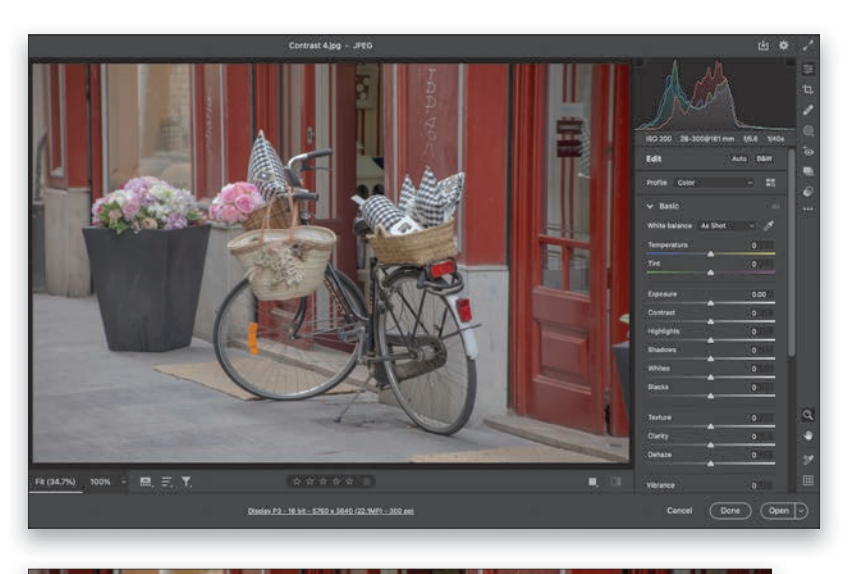 Contrast 4.jpg - JPEG
ISO 200 28-300@161 mm f/5.6 1/40s
Edit Auto B&W
Profile Color
Basic
White balance As Shot
Temperature 0
Tint 0
Exposure 0.00
Contrast 0
Highlights 0
Shadows 0
Whites 0
Blacks 0
Texture 0
Clarity 0
Dehaze 0
Vibrance 0
Fit (34.7%) 100%
Display P3 - 16 bit - 5760 x 3840 (22.1MP) - 300 ppi
Cancel Done Open